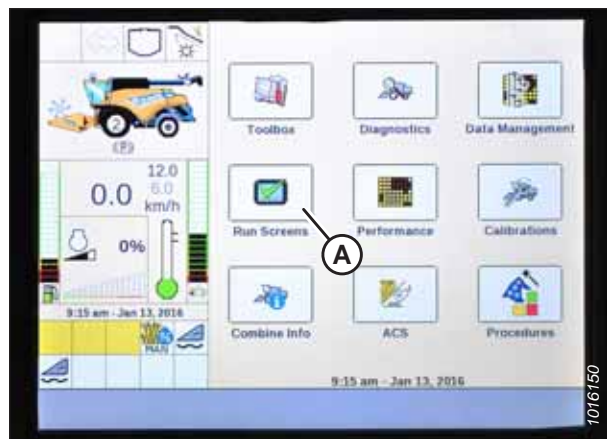 2
(P)
12.0
0.0
6.0
km/h
0%
9:15 am - Jan 13, 2016
MAN
Toolbox
Diagnostics
Data Management
Run Screens
Performance
Calibrations
Combine Info
ACS
Procedures
9:15 am - Jan 13, 2016
A
1016150